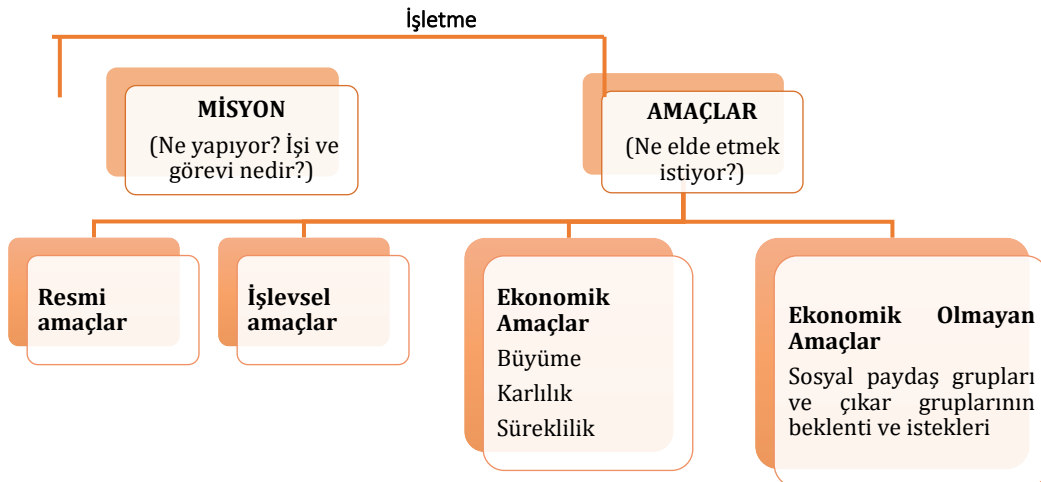 İşletme
MİSYON
(Ne yapıyor? İşi ve
görevi nedir?)
AMAÇLAR
(Ne elde etmek
istiyor?)
Resmi
amaçlar
İşlevsel
amaçlar
Ekonomik
Amaçlar
Büyüme
Karlılık
Süreklilik
Ekonomik Olmayan
Amaçlar
Sosyal paydaş grupları
ve çıkar gruplarının
beklenti ve istekleri